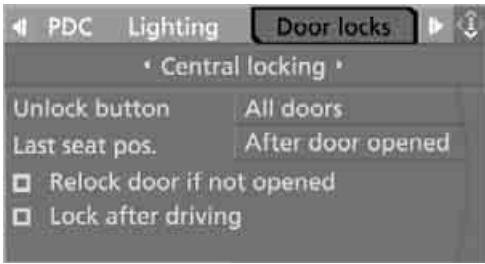 PDC Lighting Door locks
Central locking
Unlock button All doors
Last seat pos. After door opened
Relock door if not opened
Lock after driving